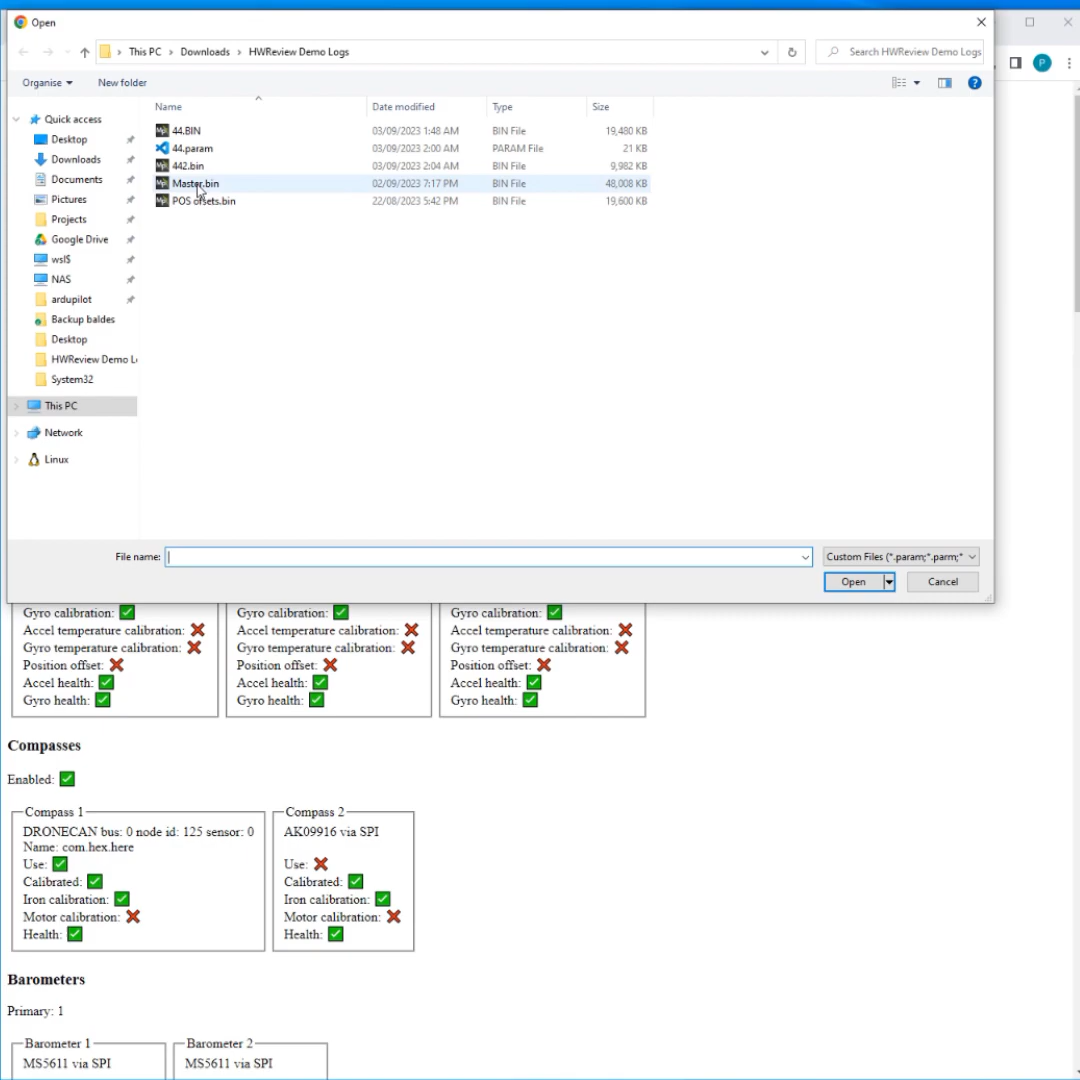 Open
This PC > Downloads > HWReview Demo Logs
Search HWReview Demo Logs
P
Organise
New folder
Name Date modified Type Size
44.BIN 03/09/2023 1:48 AM BIN File 19,480 KB
44.param 03/09/2023 2:00 AM PARAM File 21 KB
442.bin 03/09/2023 2:04 AM BIN File 9,982 KB
Master.bin 02/09/2023 7:17 PM BIN File 48,008 KB
POS ofsets.bin 22/08/2023 5:42 PM BIN File 19,600 KB
Quick access
Desktop
Downloads
Documents
Pictures
Projects
Google Drive
wsl$
NAS
ardupilot
Backup baldes
Desktop
HWReview Demo L
System32
This PC
Network
Linux
File name:
Custom Files (*.param;*.parm;*
Open
Cancel
Gyro calibration: Gyro calibration: Gyro calibration:
Accel temperature calibration: Accel temperature calibration: Accel temperature calibration:
Gyro temperature calibration: Gyro temperature calibration: Gyro temperature calibration:
Position offset: Position offset: Position offset:
Accel health: Accel health: Accel health:
Gyro health: Gyro health: Gyro health:
Compasses
Enabled:
Compass 1
DRONECAN bus: 0 node id: 125 sensor: 0
Name: com.hex.here
Use:
Calibrated:
Iron calibration:
Motor calibration:
Health:
Compass 2
AK09916 via SPI
Use:
Calibrated:
Iron calibration:
Motor calibration:
Health:
Barometers
Primary: 1
Barometer 1
MS5611 via SPI
Barometer 2
MS5611 via SPI